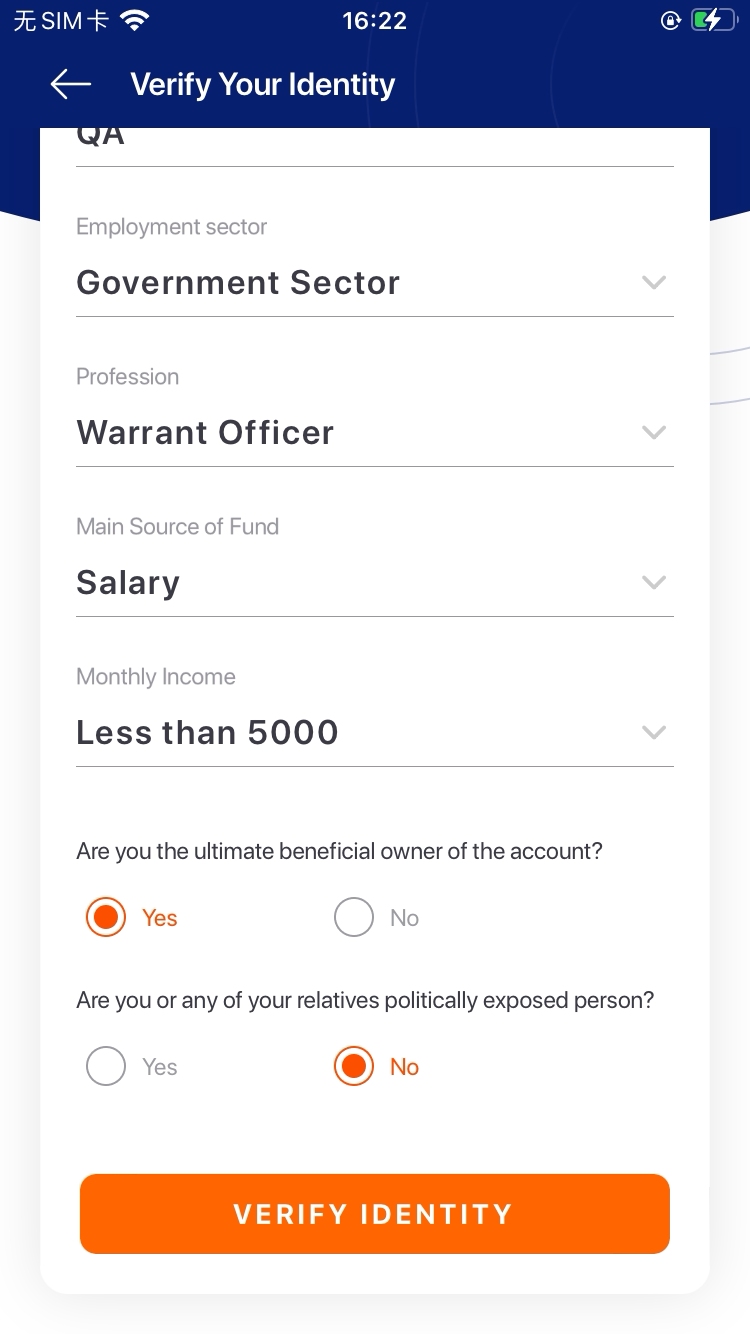 无SIM卡
16:22
Verify Your Identity
QA
Employment sector
Government Sector
Profession
Warrant Officer
Main Source of Fund
Salary
Monthly Income
Less than 5000
Are you the ultimate beneficial owner of the account?
Yes No
Are you or any of your relatives politically exposed person?
Yes No
VERIFY IDENTITY